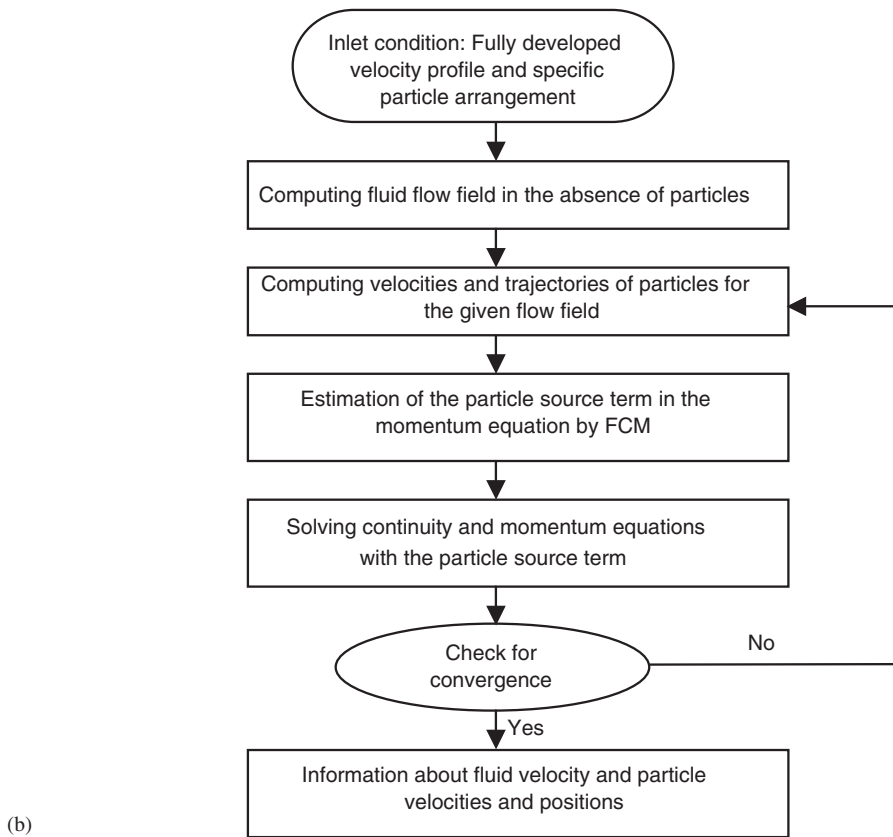 Inlet condition: Fully developed
velocity profile and specific
particle arrangement
Computing fluid flow field in the absence of particles
Computing velocities and trajectories of particles for
the given flow field
Estimation of the particle source term in the
momentum equation by FCM
Solving continuity and momentum equations
with the particle source term
Check for
convergence
No
Yes
Information about fluid velocity and particle
velocities and positions
(b)